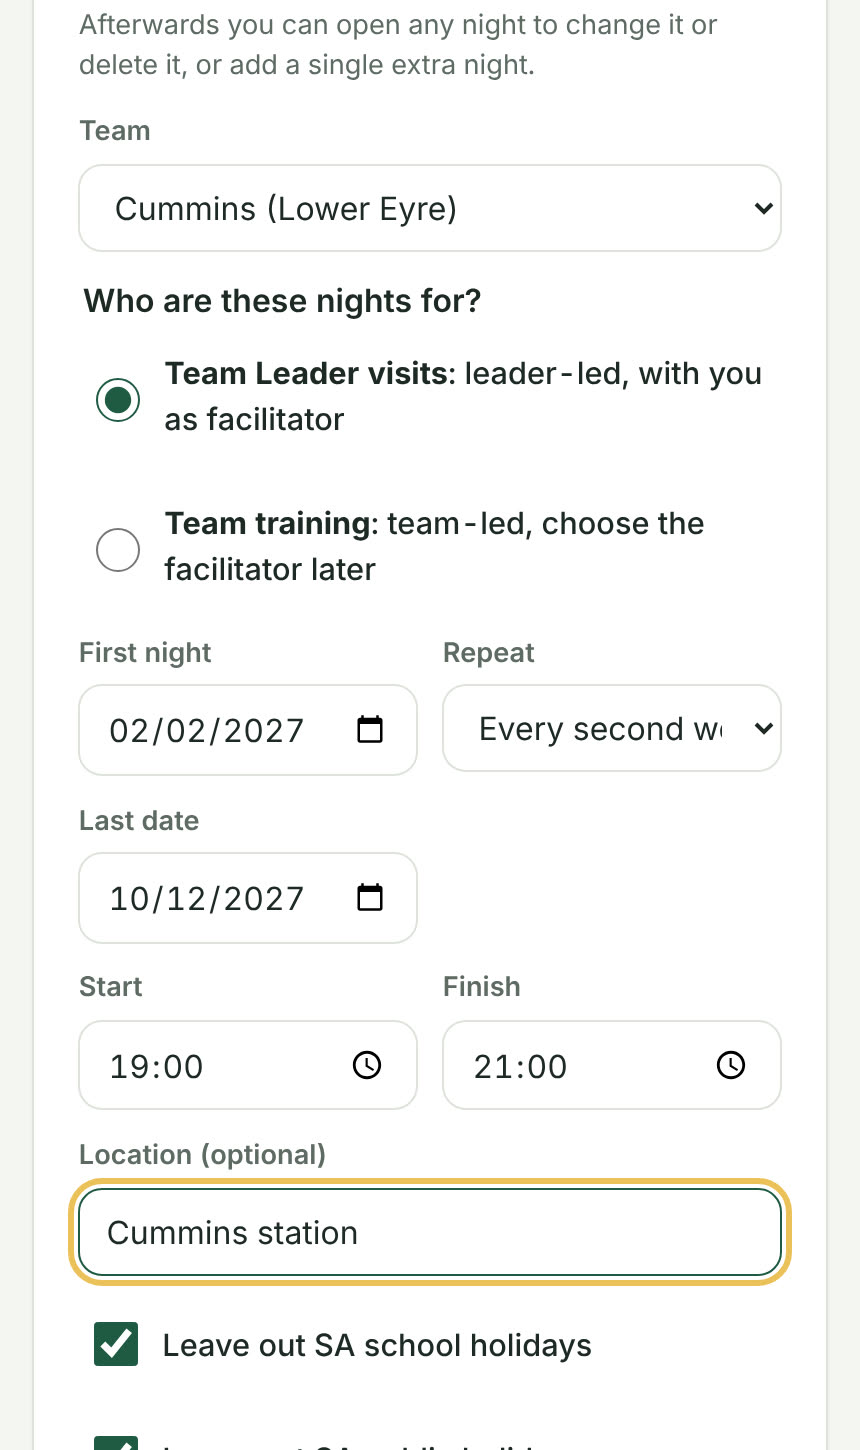 Afterwards you can open any night to change it or
delete it, or add a single extra night.
Team
Cummins (Lower Eyre)
Who are these nights for?
Team Leader visits: leader-led, with you
as facilitator
Team training: team-led, choose the
facilitator later
First night
Repeat
02/02/2027
Every second
Last date
10/12/2027
Start
Finish
19:00
21:00
Location (optional)
Cummins station
Leave out SA school holidays